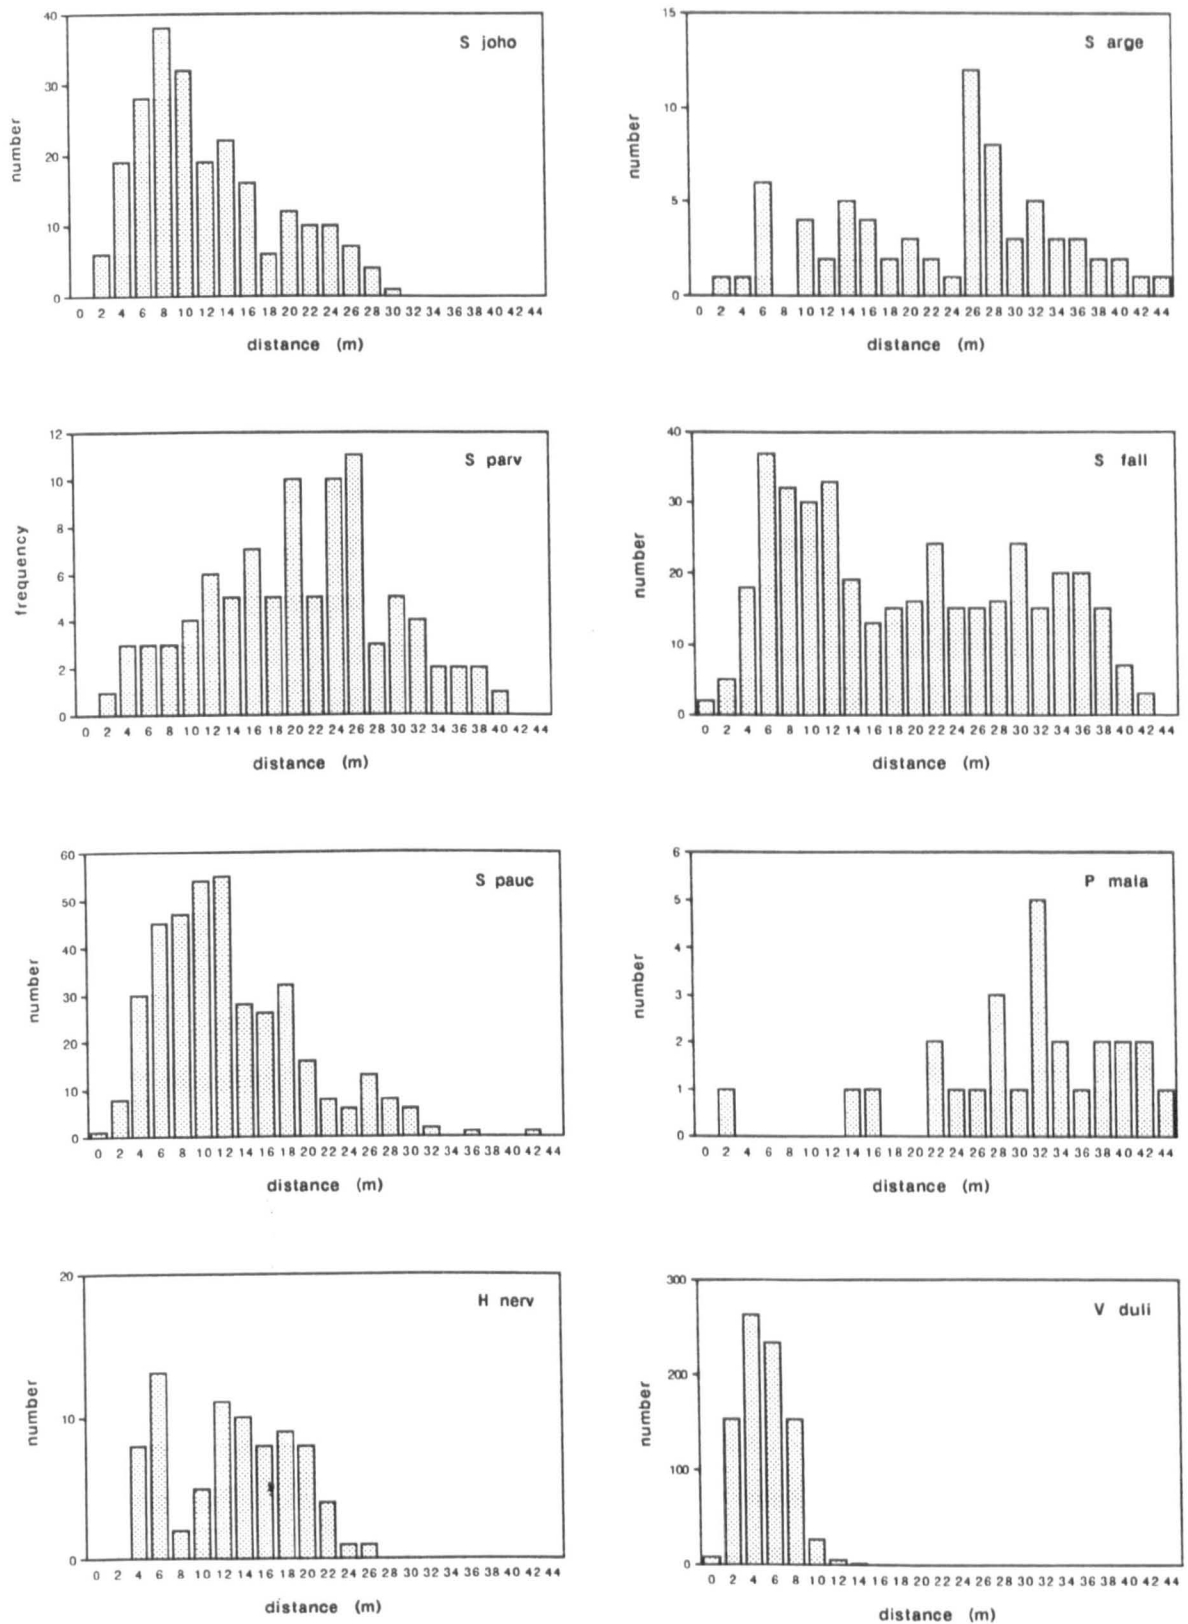 40
S joho
30
number
20
10
0
0 2 4 6 8 10 12 14 16 18 20 22 24 26 28 30 32 34 36 38 40 42 44
distance (m)
15
S arge
10
number
5
0
0 2 4 6 2 10 12 14 16 18 20 22 24 26 28 30 32 34 36 38 40 42 44
distance (m)
12
S parv
10
8
frequency
6
4
2
0
0 2 4 6 8 10 12 14 16 18 20 22 24 26 28 30 32 34 36 38 40 42 44
distance (m)
40
S fall
30
number
20
10
0
0 2 4 6 8 10 12 14 16 18 20 22 24 26 28 30 32 34 36 38 40 42 44
distance (m)
60
S pauc
50
40
number
30
20
10
0
0 2 4 6 8 10 12 14 16 18 20 22 24 26 28 30 32 34 36 38 40 42 44
distance (m)
6
P mala
5
4
number
3
2
1
0
0 2 4 6 8 10 12 14 16 18 20 22 24 26 28 30 32 34 36 38 40 42 44
distance (m)
20
H nerv
number
10
0
0 2 4 6 8 10 12 14 16 18 20 22 24 26 28 30 32 34 36 38 40 42 44
distance (m)
300
V duli
200
number
100
0
0 2 4 6 8 10 12 14 16 18 20 22 24 26 28 30 32 34 36 38 40 42 44
distance (m)